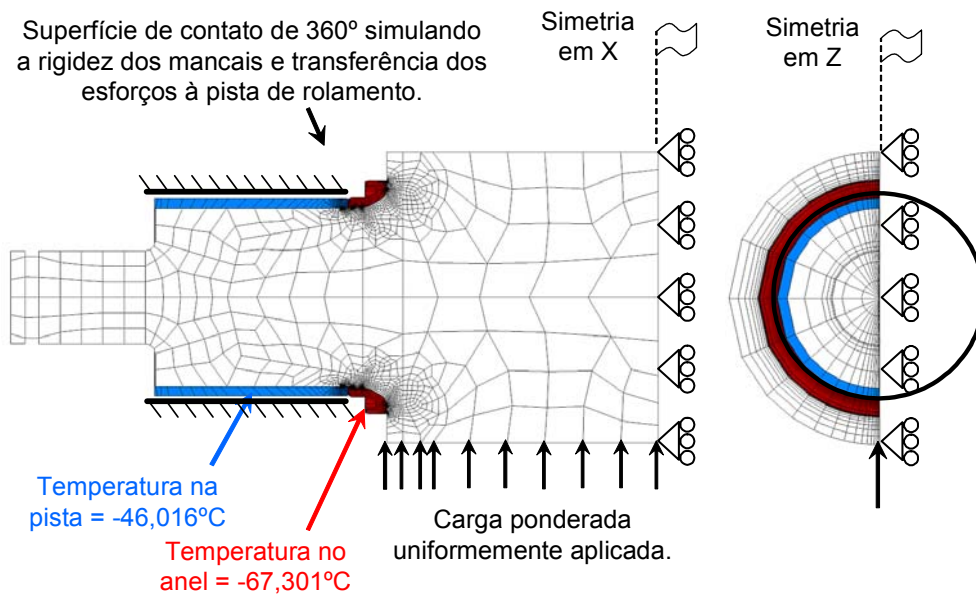 Superfície de contato de 360º simulando
a rigidez dos mancais e transferência dos
esforços à pista de rolamento.
Simetria
em X
Simetria
em Z
Temperatura na
pista = -46,016ºC
Temperatura no
anel = -67,301ºC
Carga ponderada
uniformemente aplicada.